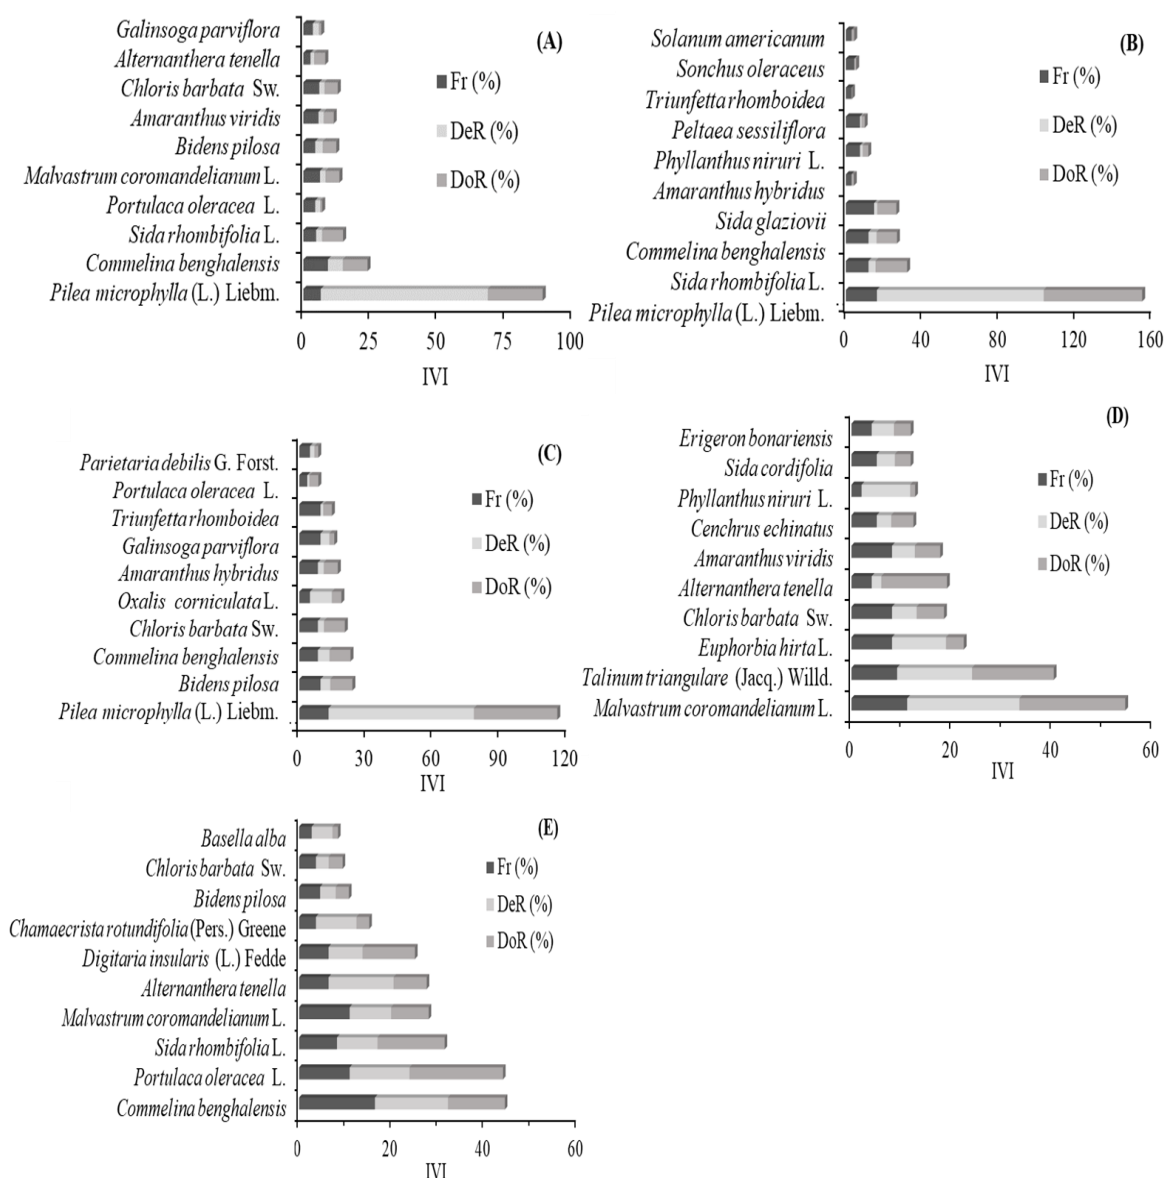 (A)
Galinsoga parviflora
Alternanthera tenella
Chloris barbata Sw.
Amaranthus viridis
Bidens pilosa
Malvastrum coromandelianum L.
Portulaca oleracea L.
Sida rhombifolia L.
Commelina benghalensis
Pilea microphylla (L.) Liebm.
Fr (%)
DeR (%)
DoR (%)
0 25 50 75 100
IVI
(B)
Solanum americanum
Sonchus oleraceus
Triunfetta rhomboidea
Peltaea sessiliflora
Phyllanthus niruri L.
Amaranthus hybridus
Sida glaziovii
Commelina benghalensis
Sida rhombifolia L.
Pilea microphylla (L.) Liebm.
Fr (%)
DeR (%)
DoR (%)
0 40 80 120 160
IVI
(C)
Parietaria debilis G. Forst.
Portulaca oleracea L.
Triunfetta rhomboidea
Galinsoga parviflora
Amaranthus hybridus
Oxalis corniculata L.
Chloris barbata Sw.
Commelina benghalensis
Bidens pilosa
Pilea microphylla (L.) Liebm.
Fr (%)
DeR (%)
DoR (%)
0 30 60 90 120
IVI
(D)
Erigeron bonariensis
Sida cordifolia
Phyllanthus niruri L.
Cenchrus echinatus
Amaranthus viridis
Alternanthera tenella
Chloris barbata Sw.
Euphorbia hirta L.
Talinum triangulare (Jacq.) Willd.
Malvastrum coromandelianum L.
Fr (%)
DeR (%)
DoR (%)
0 20 40 60
IVI
(E)
Basella alba
Chloris barbata Sw.
Bidens pilosa
Chamaecrista rotundifolia (Pers.) Greene
Digitaria insularis (L.) Fedde
Alternanthera tenella
Malvastrum coromandelianum L.
Sida rhombifolia L.
Portulaca oleracea L.
Commelina benghalensis
Fr (%)
DeR (%)
DoR (%)
0 20 40 60
IVI